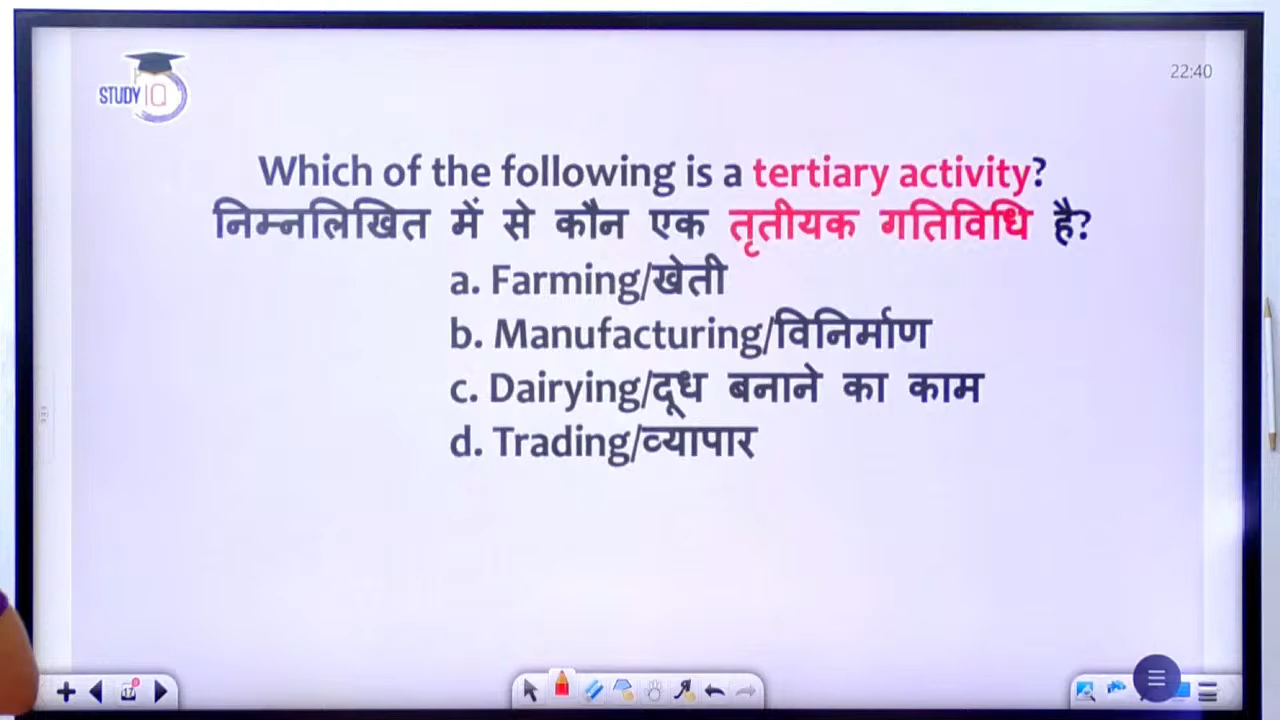 STUDY IQ
22:40
Which of the following is a tertiary activity?
निम्नलिखित में से कौन एक तृतीयक गतिविधि है?
a. Farming/खेती
b. Manufacturing/विनिर्माण
c. Dairying/दूध बनाने का काम
d. Trading/व्यापार
17